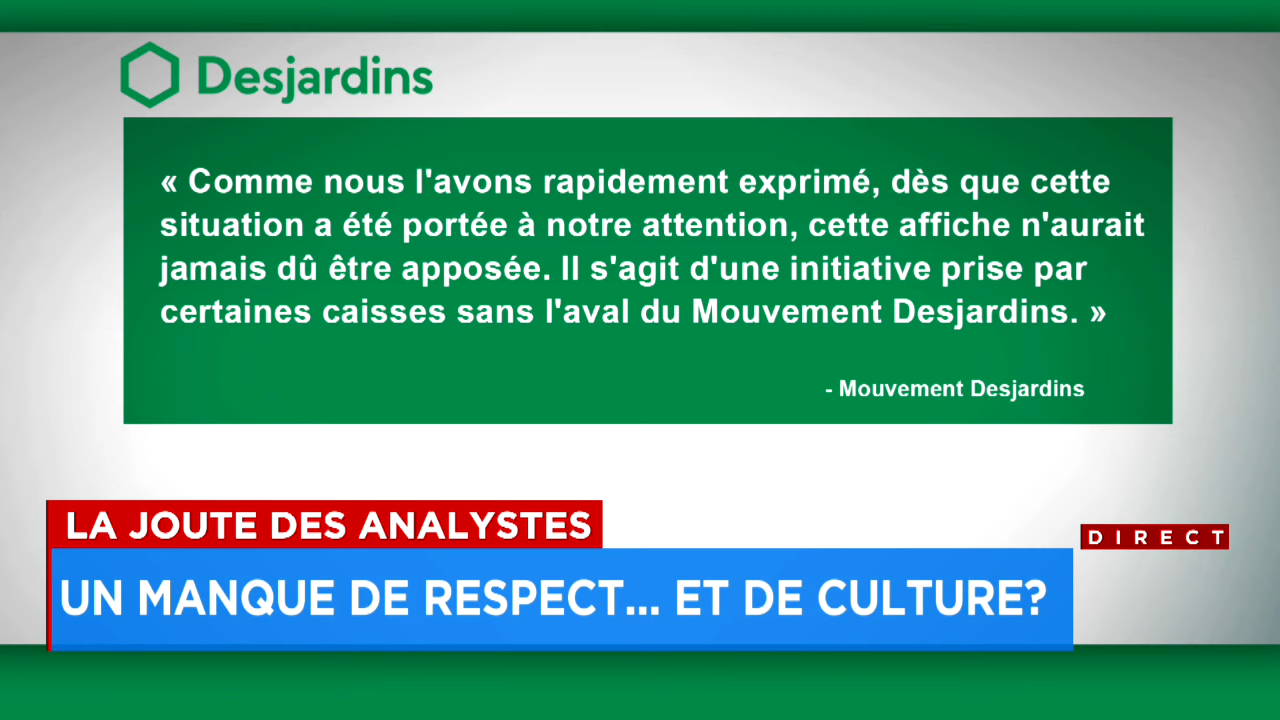 Desjardins
« Comme nous l'avons rapidement exprimé, dès que cette
situation a été portée à notre attention, cette affiche n'aurait
jamais dû être apposée. Il s'agit d'une initiative prise par
certaines caisses sans l'aval du Mouvement Desjardins. »
- Mouvement Desjardins
LA JOUTE DES ANALYSTES
DIRECT
UN MANQUE DE RESPECT... ET DE CULTURE?